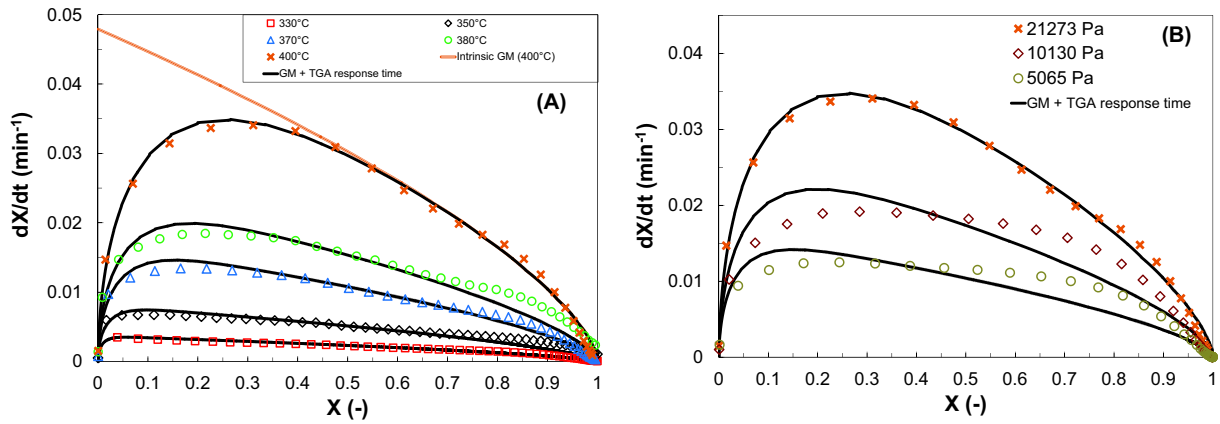 0.05
0.04
0.03
0.02
0.01
0
dX/dt (min⁻¹)
330°C
350°C
370°C
380°C
400°C
Intrinsic GM (400°C)
GM + TGA response time
(A)
0 0.1 0.2 0.3 0.4 0.5 0.6 0.7 0.8 0.9 1
X (-)
0.04
0.03
0.02
0.01
0
dX/dt (min⁻¹)
(B)
21273 Pa
10130 Pa
5065 Pa
GM + TGA response time
0 0.1 0.2 0.3 0.4 0.5 0.6 0.7 0.8 0.9 1
X (-)